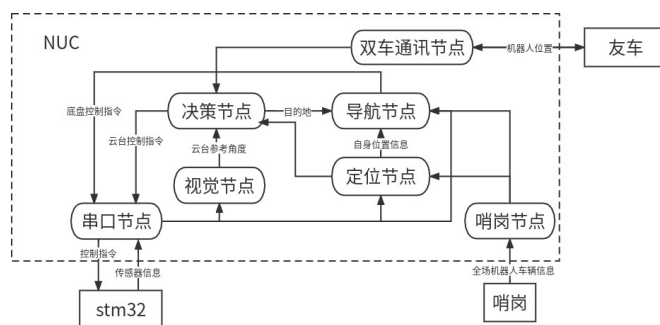 NUC
双车通讯节点
机器人位置
友车
底盘控制指令
决策节点
目的地
导航节点
云台控制指令
云台参考角度
自身位置信息
视觉节点
定位节点
串口节点
哨岗节点
控制指令
传感器信息
全场机器人车辆信息
stm32
哨岗